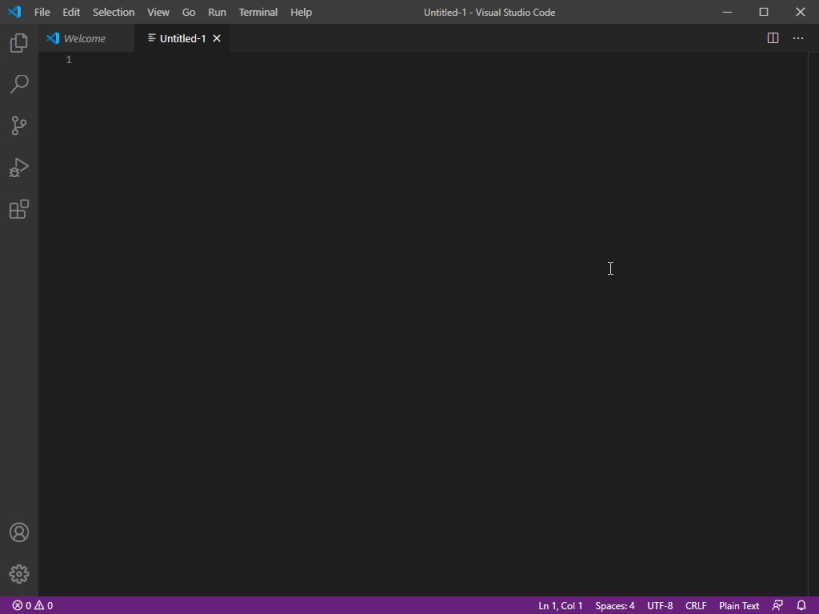 File Edit Selection View Go Run Terminal Help Untitled-1 - Visual Studio Code
Welcome Untitled-1
1
0 0 Ln 1, Col 1 Spaces: 4 UTF-8 CRLF Plain Text